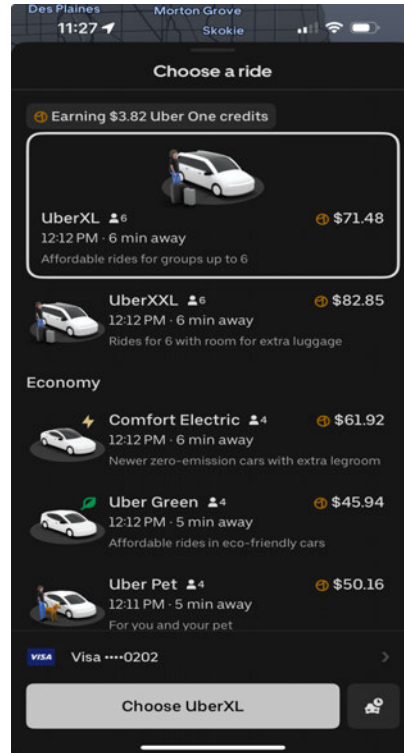 Des Plaines
Morton Grove
11:27
Skokie
Choose a ride
Earning $3.82 Uber One credits
UberXL 6 $71.48
12:12 PM · 6 min away
Affordable rides for groups up to 6
UberXXL 6 $82.85
12:12 PM · 6 min away
Rides for 6 with room for extra luggage
Economy
Comfort Electric 4 $61.92
12:12 PM · 6 min away
Newer zero-emission cars with extra legroom
Uber Green 4 $45.94
12:12 PM · 5 min away
Affordable rides in eco-friendly cars
Uber Pet 4 $50.16
12:11 PM · 5 min away
For you and your pet
VISA Visa ••••0202
Choose UberXL